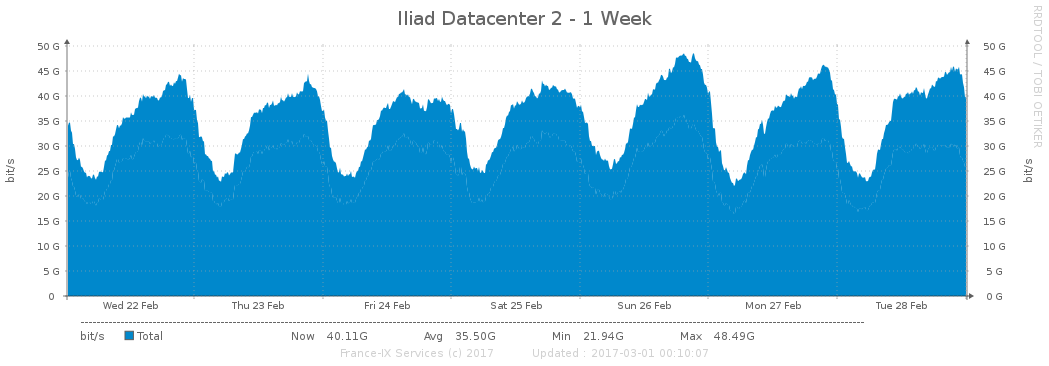 Iliad Datacenter 2 - 1 Week
RRDTOOL / TOBI OETIKER
bit/s
50 G 50 G
45 G 45 G
40 G 40 G
35 G 35 G
30 G 30 G
25 G 25 G
20 G 20 G
15 G 15 G
10 G 10 G
5 G 5 G
0 0 G
bit/s
Wed 22 Feb Thu 23 Feb Fri 24 Feb Sat 25 Feb Sun 26 Feb Mon 27 Feb Tue 28 Feb
bit/s Total Now 40.11G Avg 35.50G Min 21.94G Max 48.49G
France-IX Services (c) 2017 Updated : 2017-03-01 00:10:07